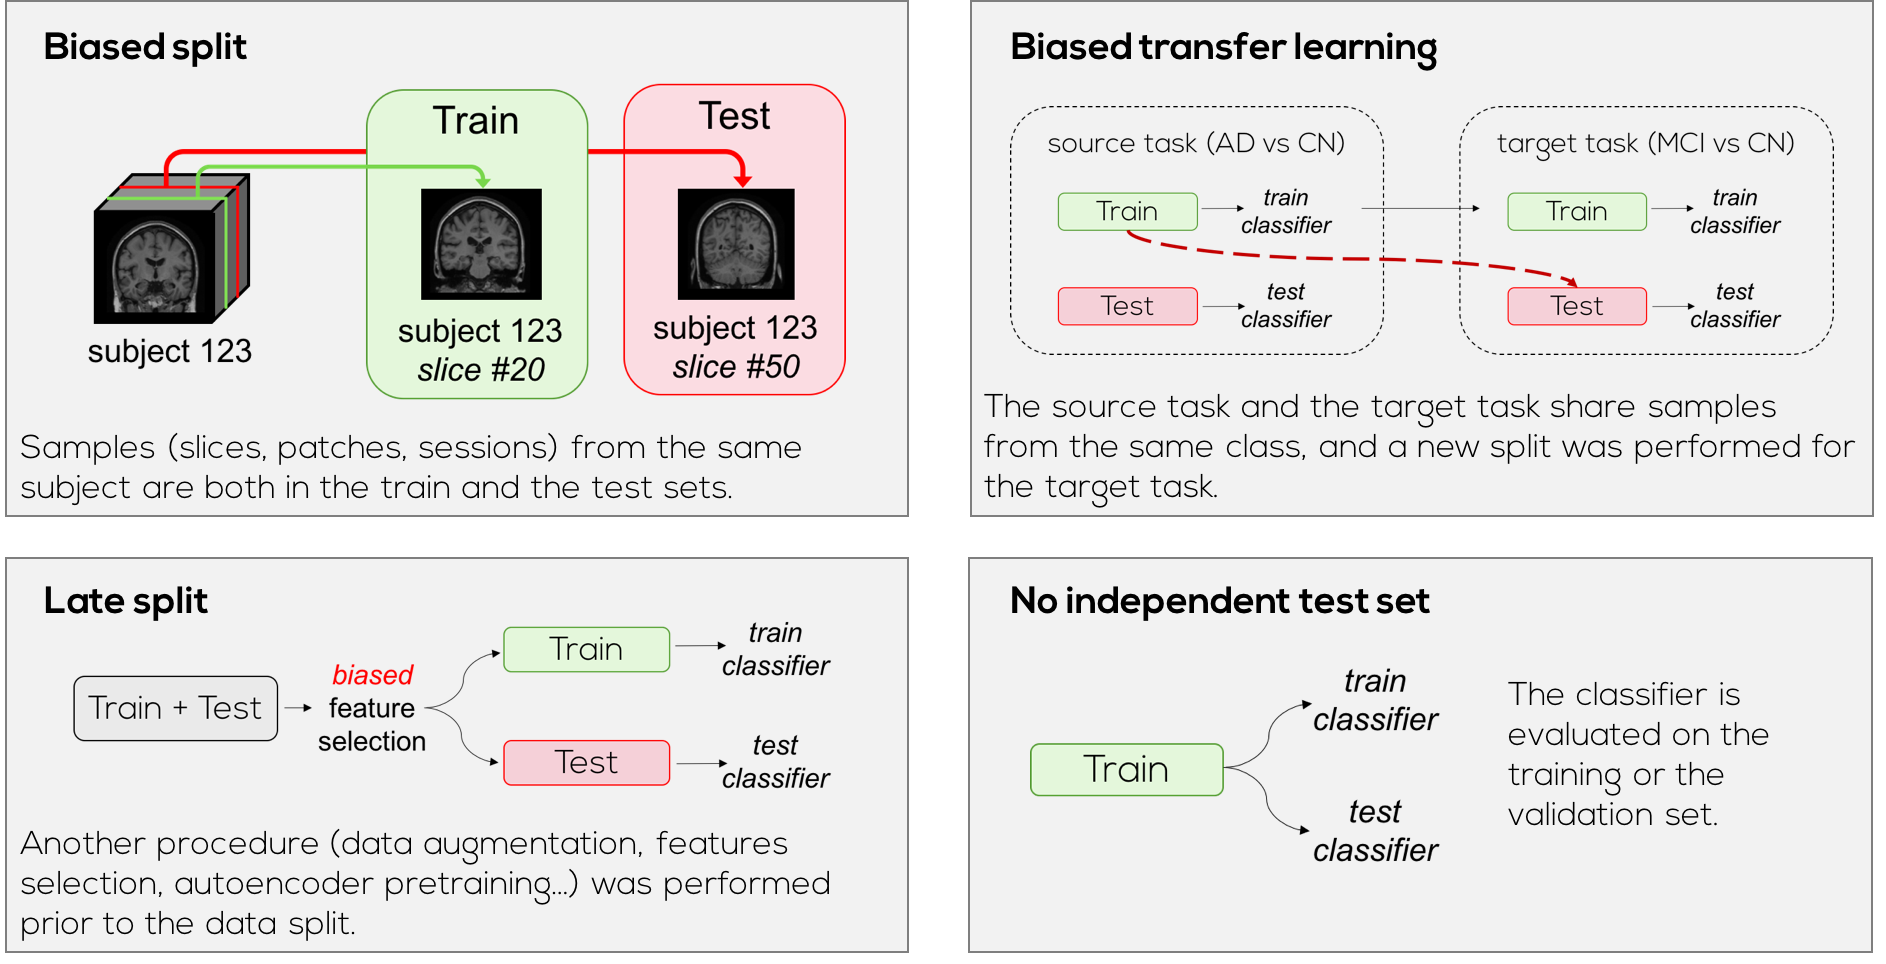 Biased split
Train
Test
subject 123
subject 123
slice #20
subject 123
slice #50
Samples (slices, patches, sessions) from the same
subject are both in the train and the test sets.
Biased transfer learning
source task (AD vs CN)
Train
train
classifier
Test
test
classifier
target task (MCI vs CN)
Train
train
classifier
Test
test
classifier
The source task and the target task share samples
from the same class, and a new split was performed for
the target task.
Late split
Train + Test
biased
feature
selection
Train
train
classifier
Test
test
classifier
Another procedure (data augmentation, features
selection, autoencoder pretraining...) was performed
prior to the data split.
No independent test set
Train
train
classifier
test
classifier
The classifier is
evaluated on the
training or the
validation set.